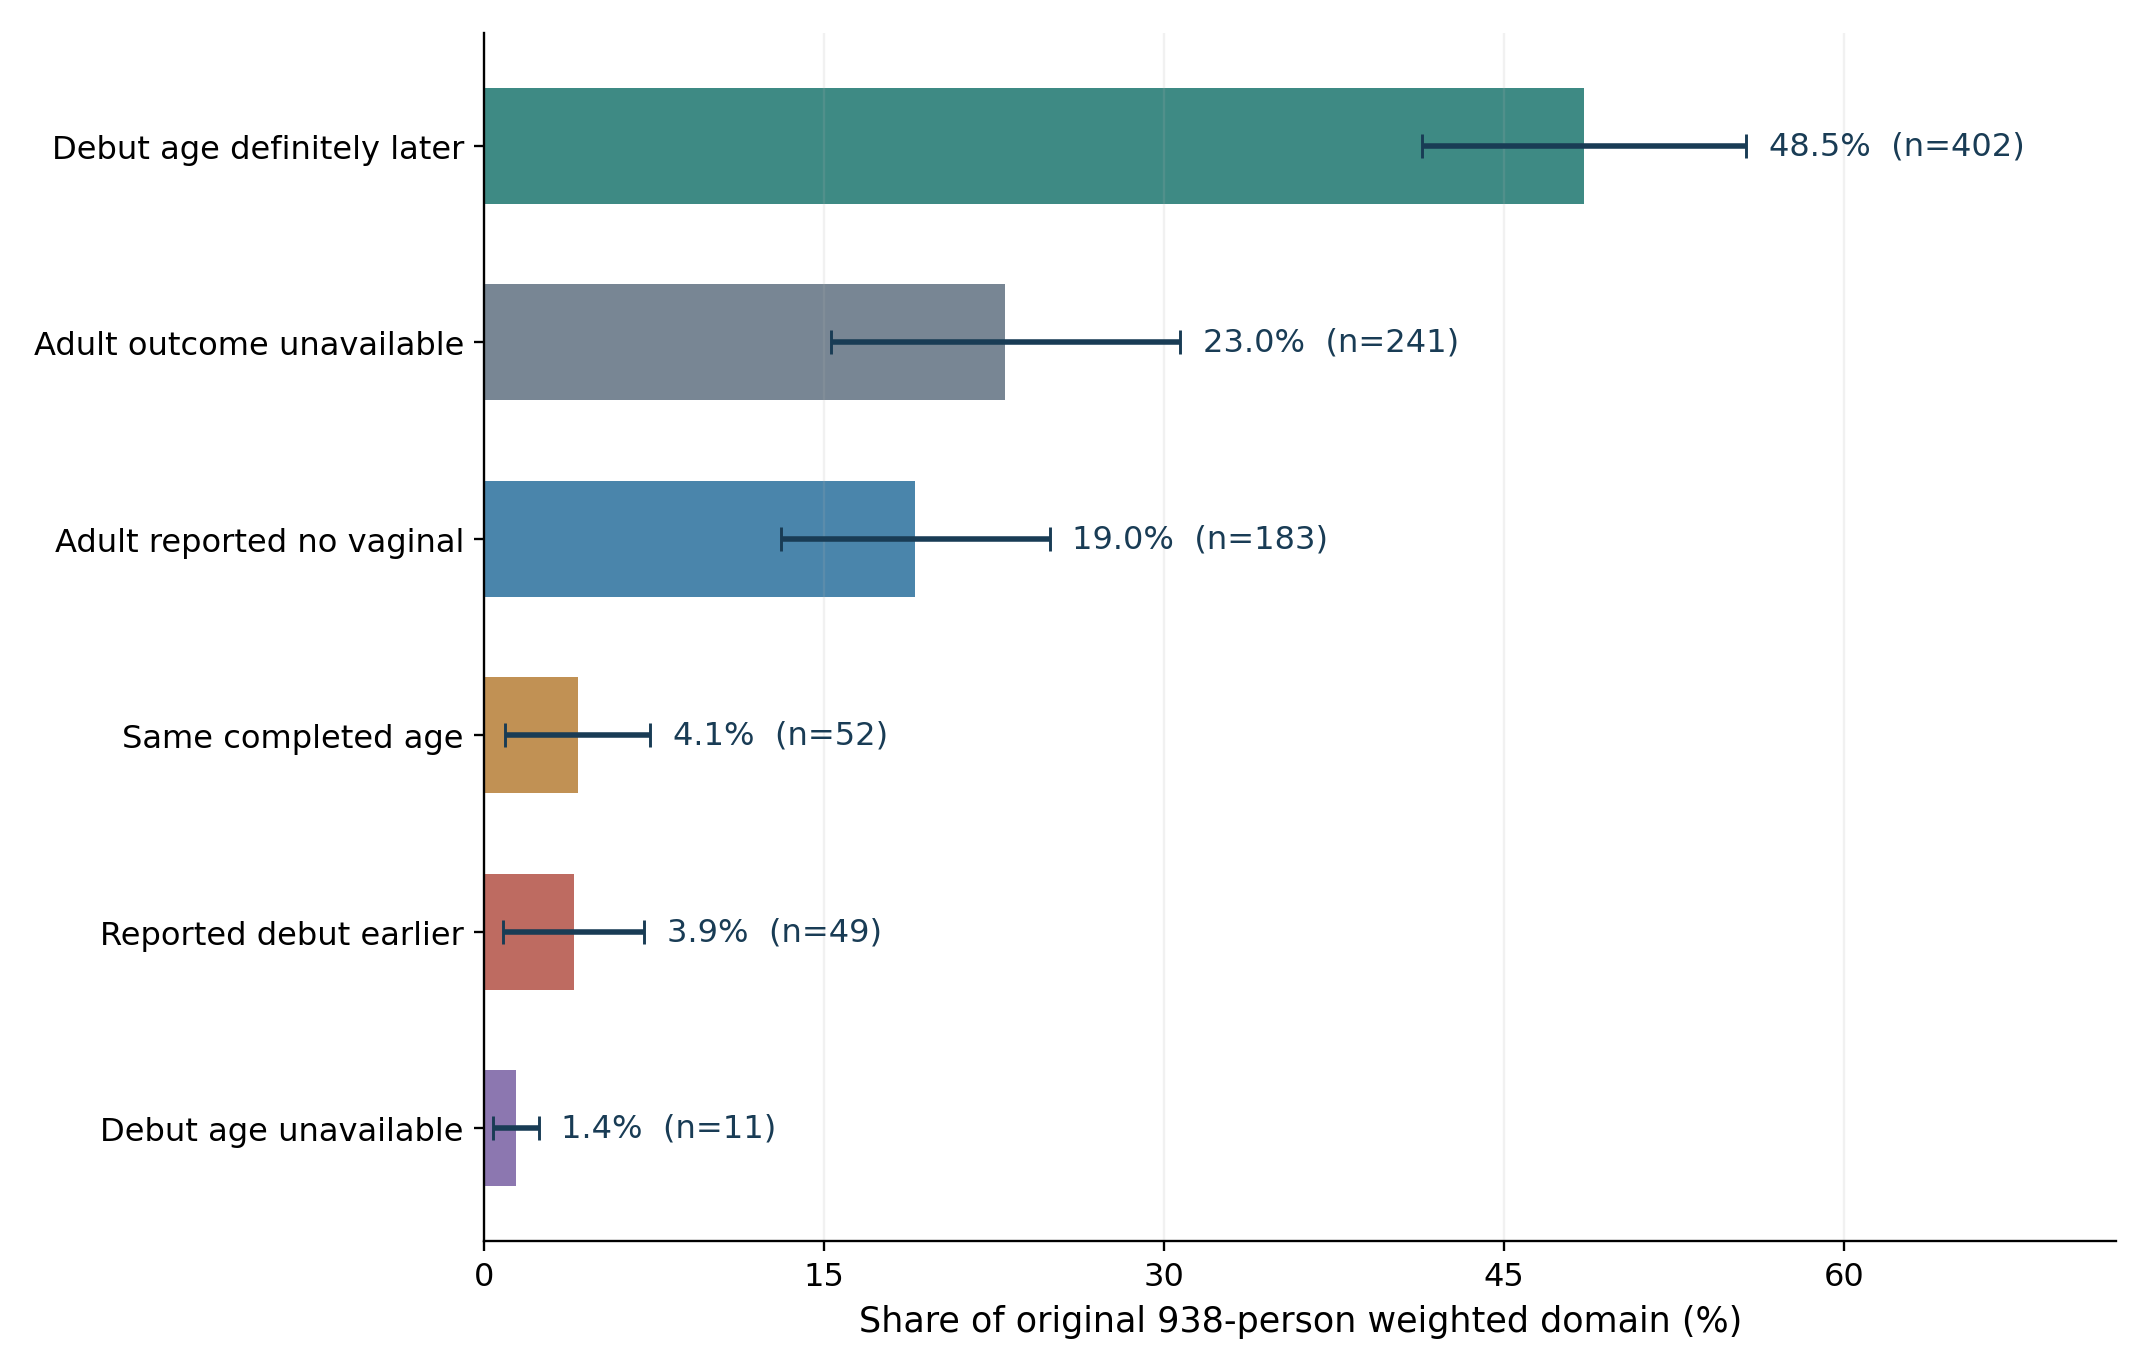 Debut age definitely later
48.5%  (n=402)
Adult outcome unavailable
23.0%  (n=241)
Adult reported no vaginal
19.0%  (n=183)
Same completed age
4.1%  (n=52)
Reported debut earlier
3.9%  (n=49)
Debut age unavailable
1.4%  (n=11)
0 15 30 45 60
Share of original 938-person weighted domain (%)